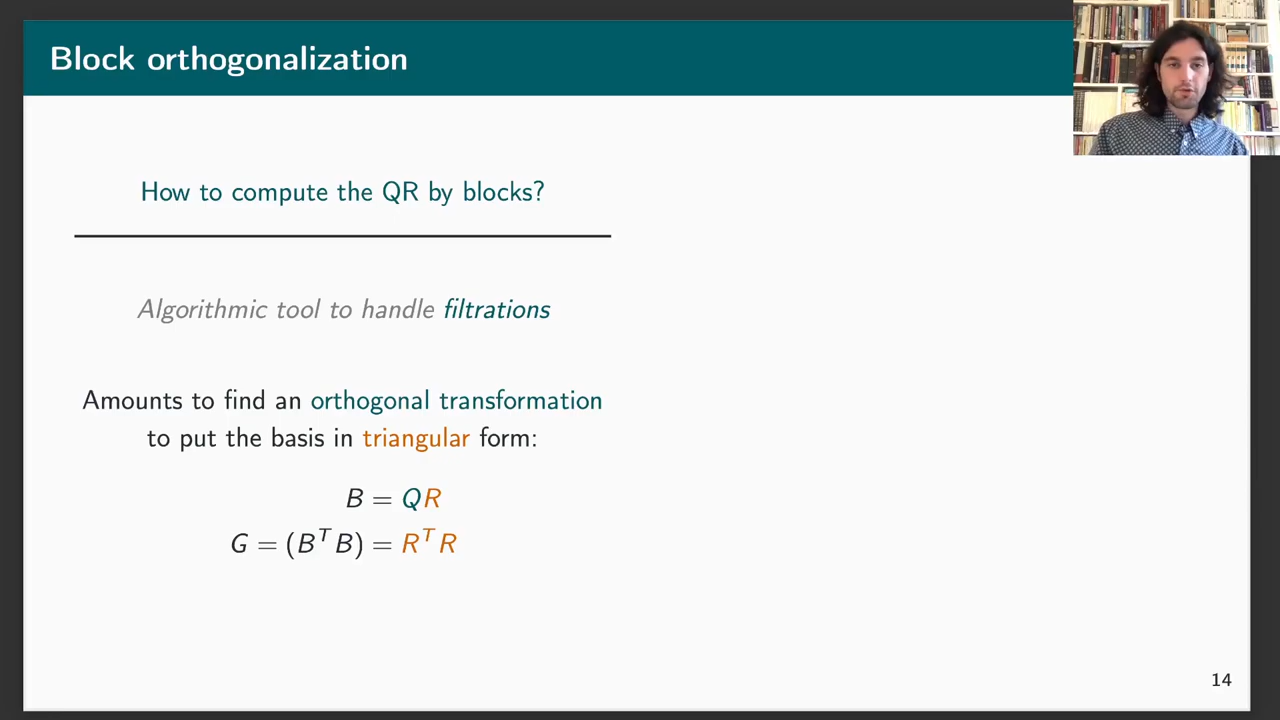 Block orthogonalization
How to compute the QR by blocks?
Algorithmic tool to handle filtrations
Amounts to find an orthogonal transformation
to put the basis in triangular form:
B = QR
G = (BᵀB) = RᵀR
14